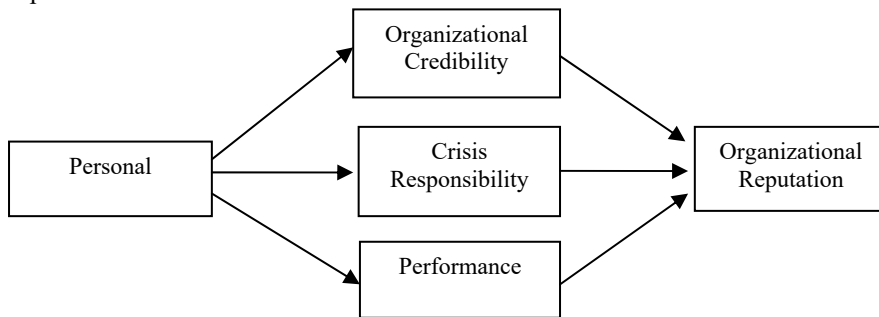 Organizational
Credibility
Personal
Crisis
Responsibility
Organizational
Reputation
Performance